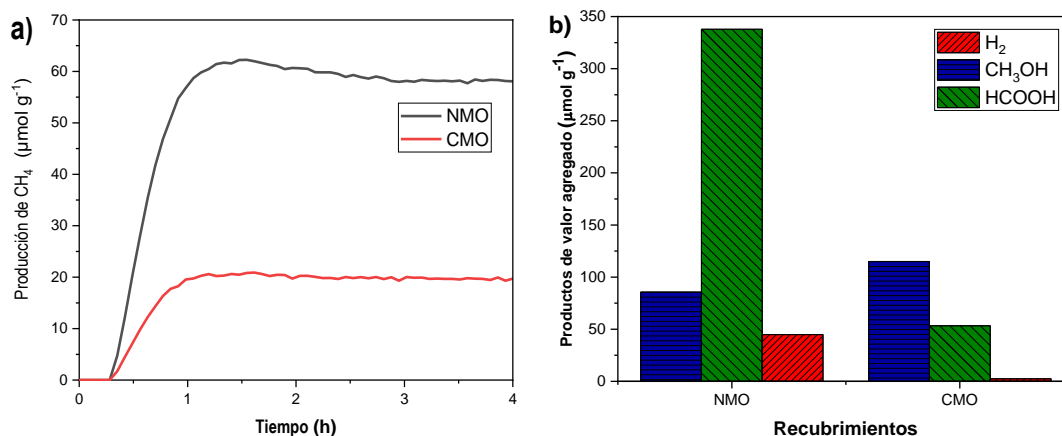 a)
Producción de CH₄ (μmol g⁻¹)
70
60
50
40
30
20
10
0
NMO
CMO
0
1
2
3
4
Tiempo (h)
b)
Productos de valor agregado (μmol g⁻¹)
350
300
250
200
150
100
50
0
H₂
CH₃OH
HCOOH
NMO
CMO
Recubrimientos